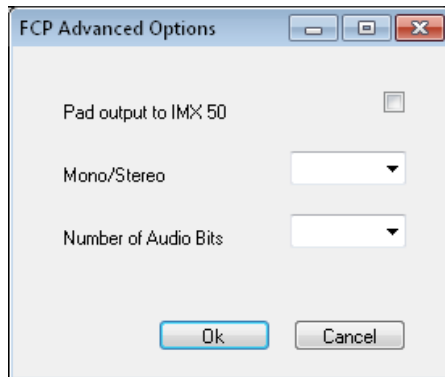 FCP Advanced Options
Pad output to IMX 50
Mono/Stereo
Number of Audio Bits
Ok Cancel